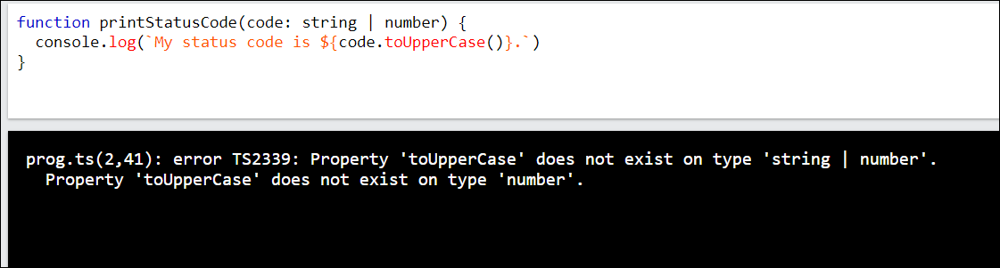 function printStatusCode(code: string | number) {
  console.log(`My status code is ${code.toUpperCase()}.`)
}
prog.ts(2,41): error TS2339: Property 'toUpperCase' does not exist on type 'string | number'.
  Property 'toUpperCase' does not exist on type 'number'.